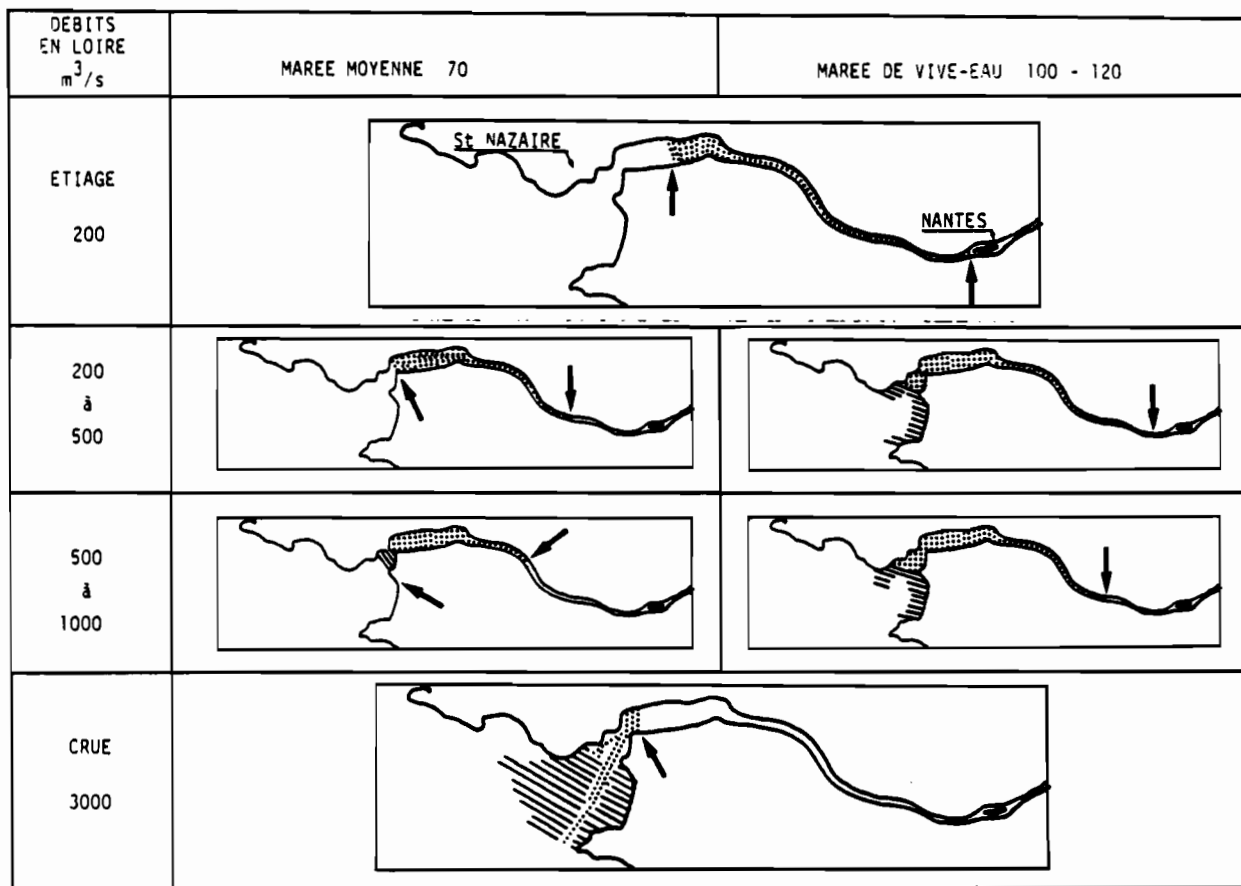 DEBITS
EN LOIRE
m³/s
MAREE MOYENNE 70
MAREE DE VIVE-EAU 100 - 120
ETIAGE
200
St NAZAIRE
NANTES
200
à
500
500
à
1000
CRUE
3000